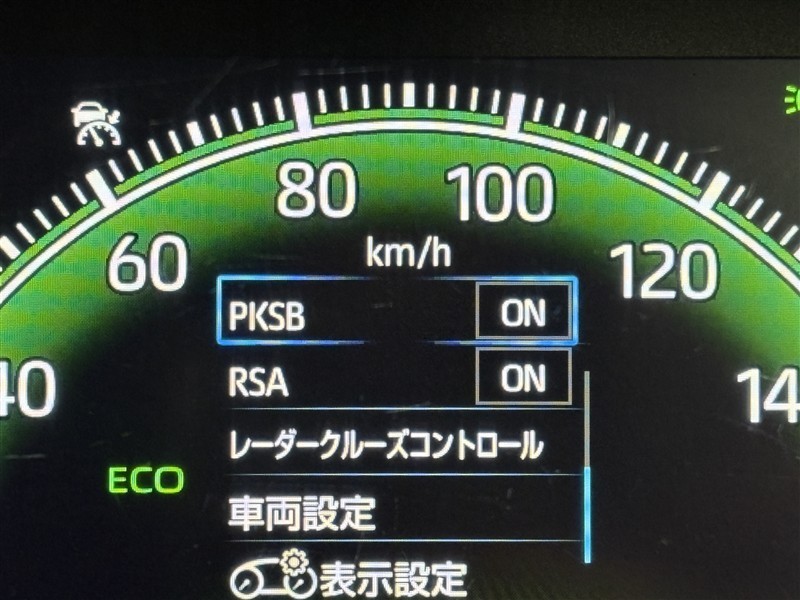 80
100
60
km/h
120
PKSB ON
40
RSA ON
14
レーダークルーズコントロール
ECO
車両設定
表示設定